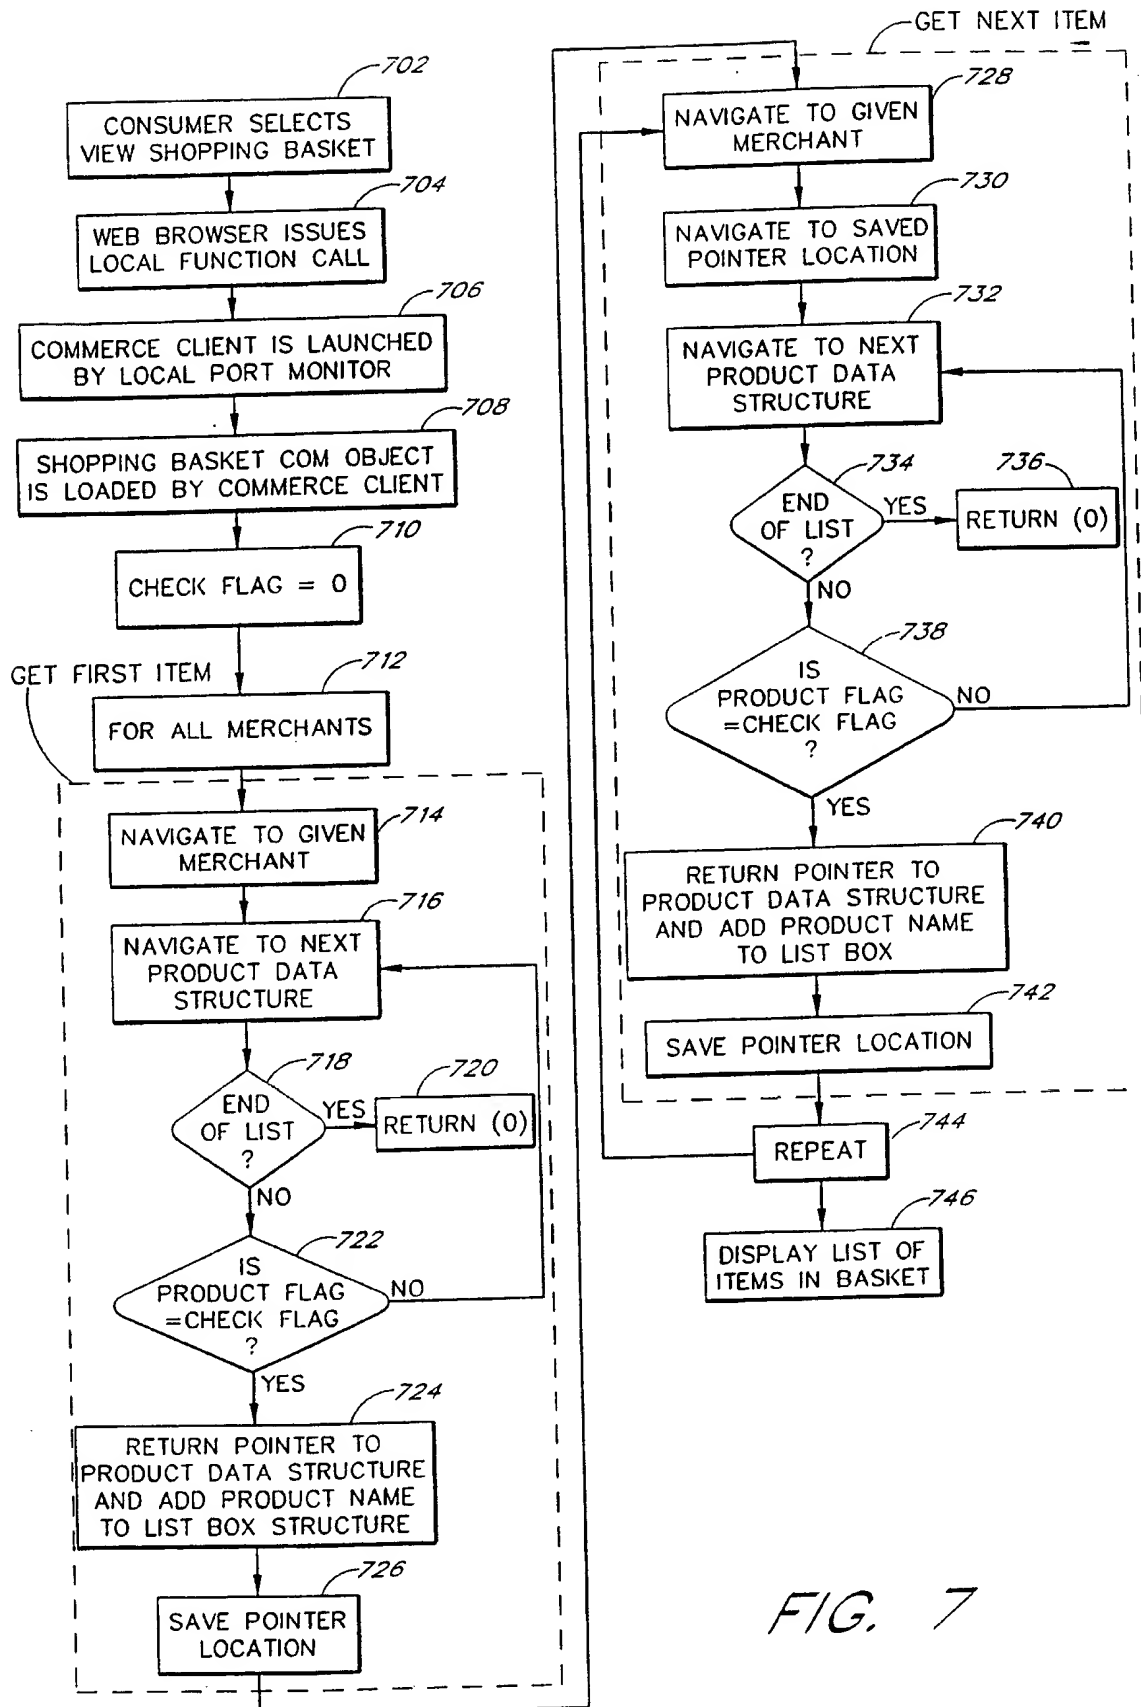 702
CONSUMER SELECTS
VIEW SHOPPING BASKET
704
WEB BROWSER ISSUES
LOCAL FUNCTION CALL
706
COMMERCE CLIENT IS LAUNCHED
BY LOCAL PORT MONITOR
708
SHOPPING BASKET COM OBJECT
IS LOADED BY COMMERCE CLIENT
710
CHECK FLAG = 0
GET FIRST ITEM
712
FOR ALL MERCHANTS
714
NAVIGATE TO GIVEN
MERCHANT
716
NAVIGATE TO NEXT
PRODUCT DATA
STRUCTURE
718
END
OF LIST
?
YES
720
RETURN (0)
NO
722
IS
PRODUCT FLAG
=CHECK FLAG
?
NO
YES
724
RETURN POINTER TO
PRODUCT DATA STRUCTURE
AND ADD PRODUCT NAME
TO LIST BOX STRUCTURE
726
SAVE POINTER
LOCATION
GET NEXT ITEM
728
NAVIGATE TO GIVEN
MERCHANT
730
NAVIGATE TO SAVED
POINTER LOCATION
732
NAVIGATE TO NEXT
PRODUCT DATA
STRUCTURE
734
END
OF LIST
?
YES
736
RETURN (0)
NO
738
IS
PRODUCT FLAG
=CHECK FLAG
?
NO
YES
740
RETURN POINTER TO
PRODUCT DATA STRUCTURE
AND ADD PRODUCT NAME
TO LIST BOX
742
SAVE POINTER LOCATION
744
REPEAT
746
DISPLAY LIST OF
ITEMS IN BASKET
FIG. 7